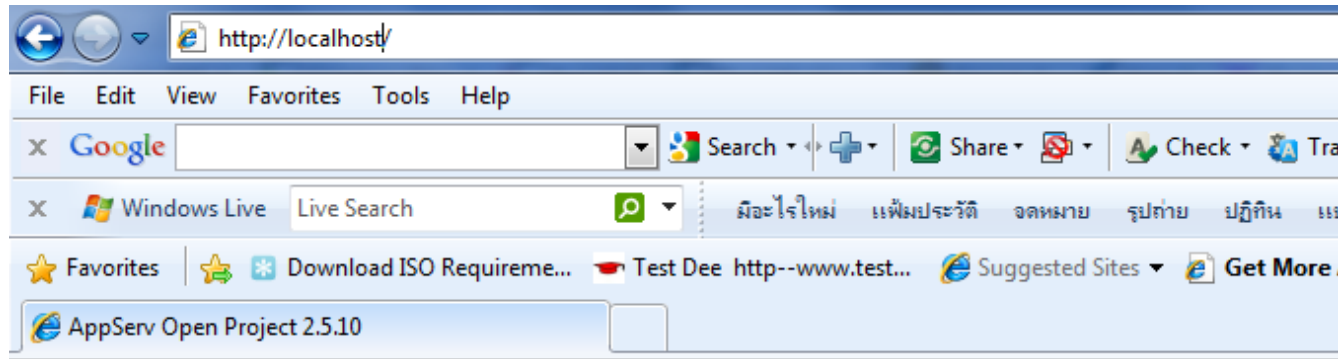 http://localhost/
File Edit View Favorites Tools Help
x Google Search Share Check Tra
x Windows Live Live Search มีอะไรใหม่ แฟ้มประวัติ จดหมาย รูปถ่าย ปฏิทิน
Favorites Download ISO Requireme... Test Dee http--www.test... Suggested Sites Get More
AppServ Open Project 2.5.10